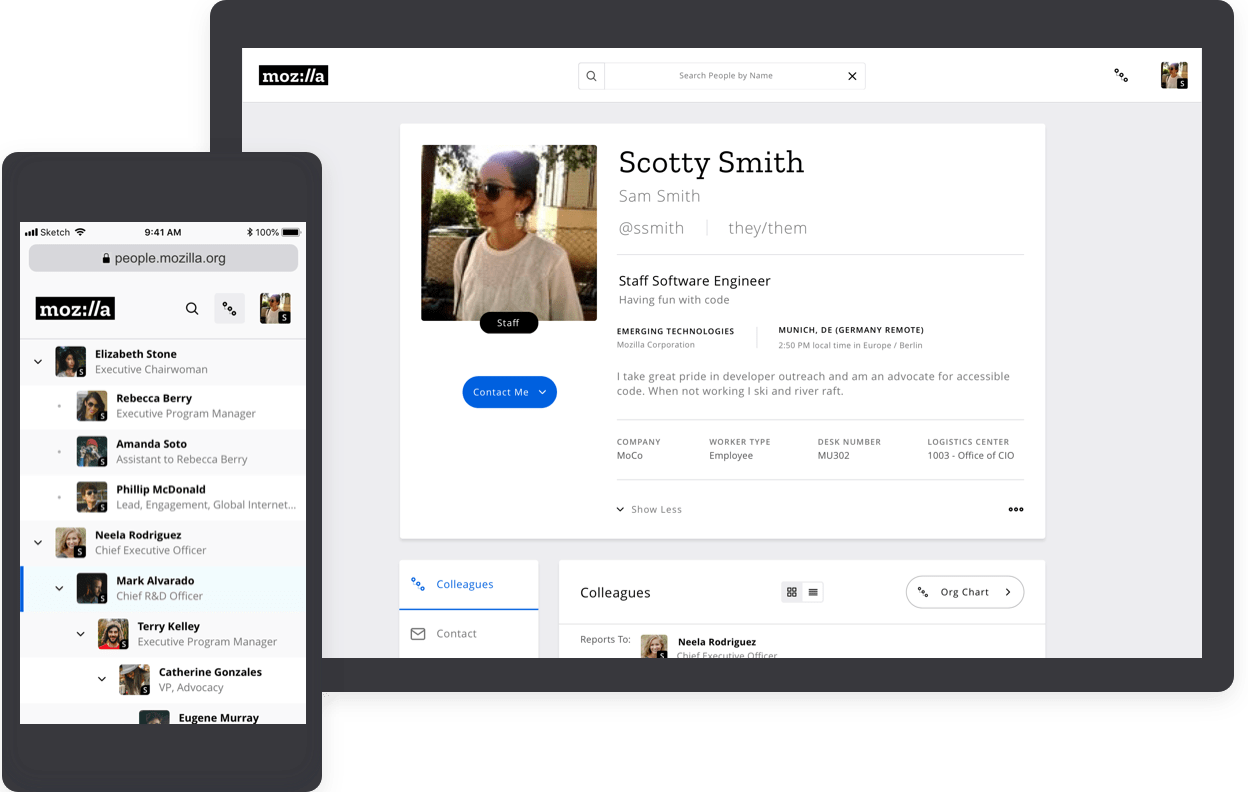 moz://a
Search People by Name
S
Scotty Smith
Sam Smith
@ssmith
they/them
Staff
Contact Me
Staff Software Engineer
Having fun with code
EMERGING TECHNOLOGIES
Mozilla Corporation
MUNICH, DE (GERMANY REMOTE)
2:50 PM local time in Europe / Berlin
I take great pride in developer outreach and am an advocate for accessible
code. When not working I ski and river raft.
COMPANY
MoCo
WORKER TYPE
Employee
DESK NUMBER
MU302
LOGISTICS CENTER
1003 - Office of CIO
Show Less
Colleagues
Contact
Colleagues
Org Chart
Reports To:
S
Neela Rodriguez
Chief Executive Officer
Sketch
9:41 AM
100%
people.mozilla.org
moz://a
S
S
Elizabeth Stone
Executive Chairwoman
S
Rebecca Berry
Executive Program Manager
S
Amanda Soto
Assistant to Rebecca Berry
S
Phillip McDonald
Lead, Engagement, Global Internet...
S
Neela Rodriguez
Chief Executive Officer
S
Mark Alvarado
Chief R&D Officer
S
Terry Kelley
Executive Program Manager
S
Catherine Gonzales
VP, Advocacy
Eugene Murray